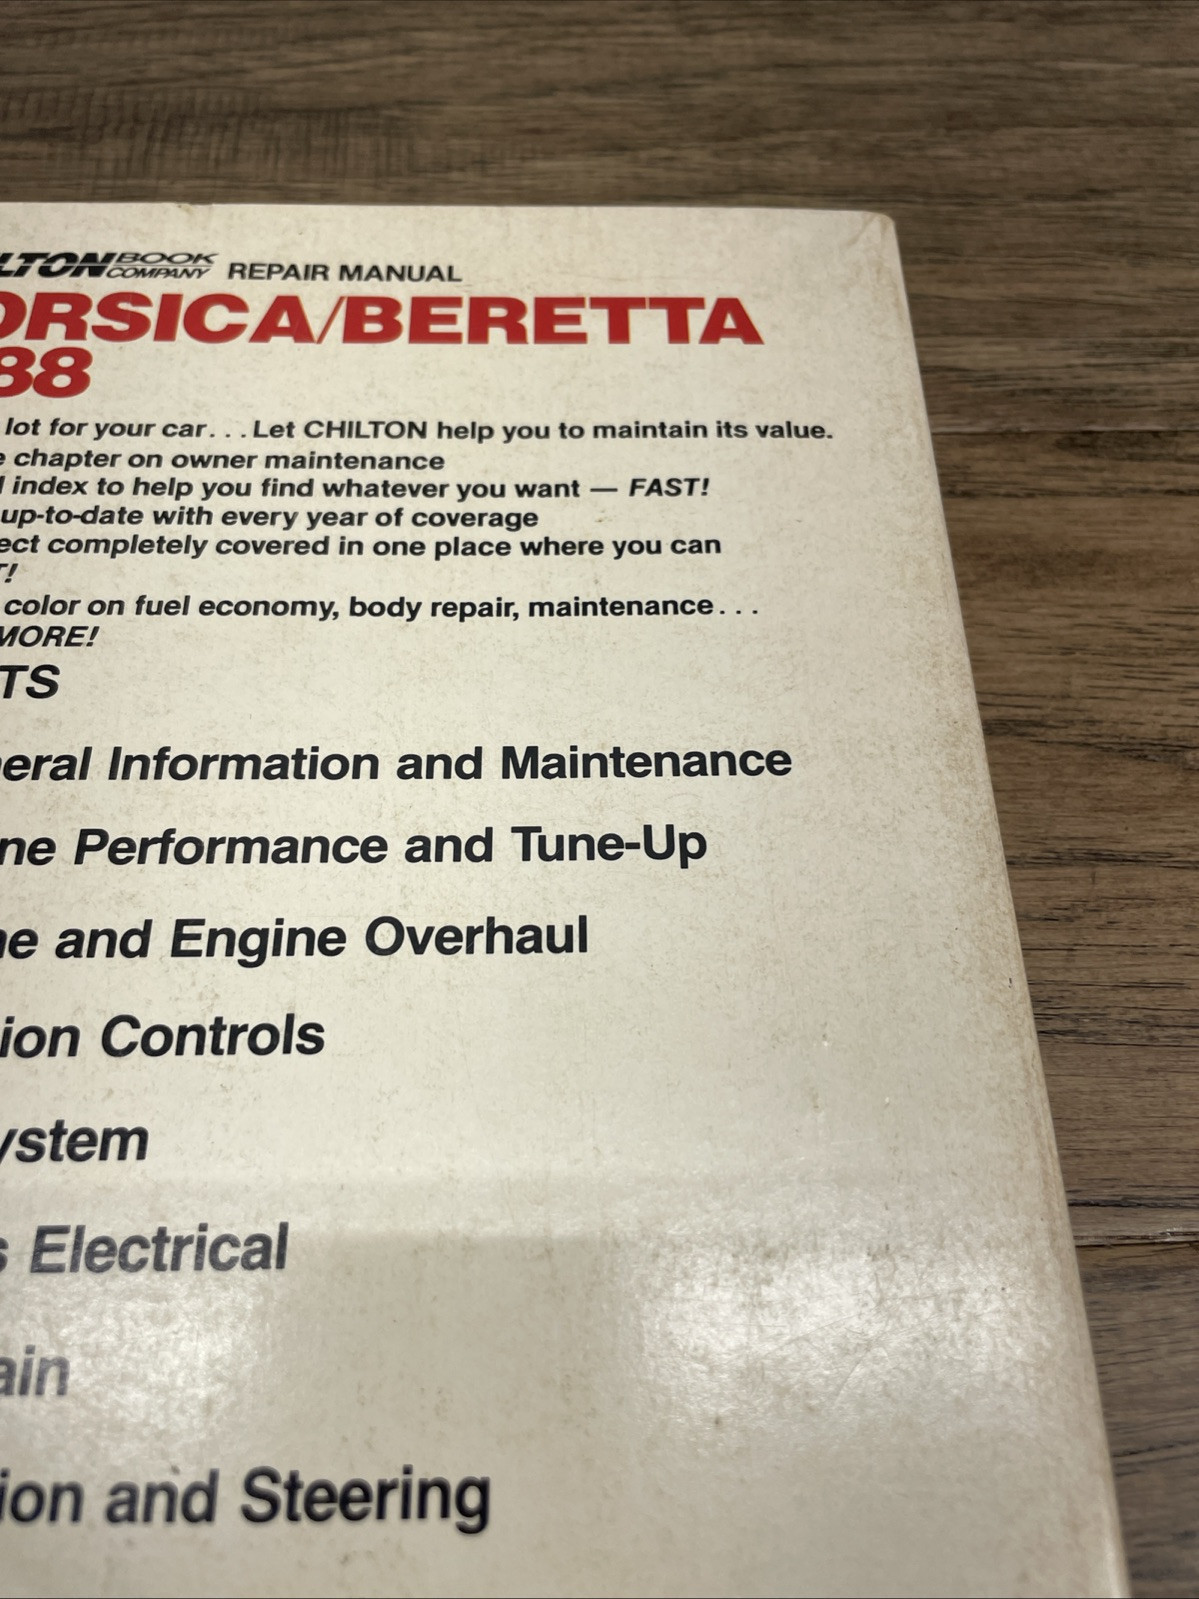 LTON BOOK COMPANY REPAIR MANUAL
ORSICA/BERETTA
88
lot for your car...Let CHILTON help you to maintain its value.
e chapter on owner maintenance
l index to help you find whatever you want — FAST!
up-to-date with every year of coverage
ect completely covered in one place where you can
T!
color on fuel economy, body repair, maintenance...
MORE!
TS
neral Information and Maintenance
ne Performance and Tune-Up
ne and Engine Overhaul
ion Controls
ystem
s Electrical
ain
ion and Steering